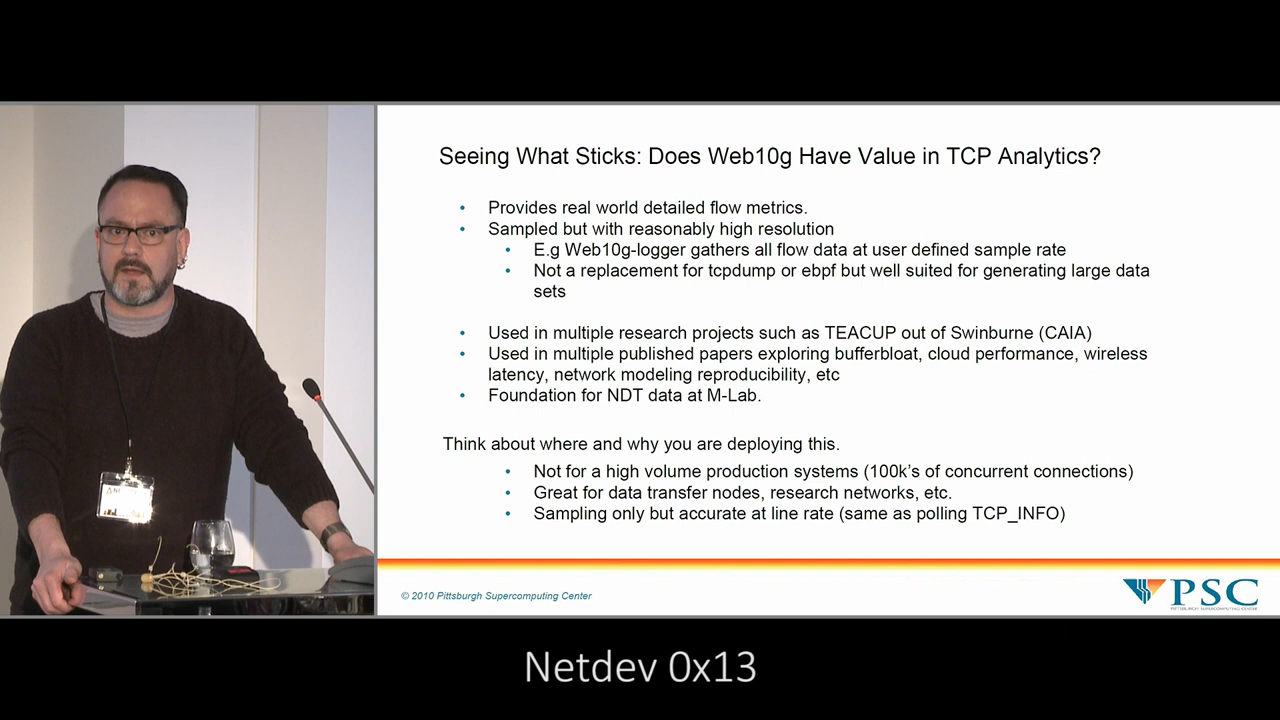 Seeing What Sticks: Does Web10g Have Value in TCP Analytics?
• Provides real world detailed flow metrics.
• Sampled but with reasonably high resolution
• E.g Web10g-logger gathers all flow data at user defined sample rate
• Not a replacement for tcpdump or ebpf but well suited for generating large data
sets
• Used in multiple research projects such as TEACUP out of Swinburne (CAIA)
• Used in multiple published papers exploring bufferbloat, cloud performance, wireless
latency, network modeling reproducibility, etc
• Foundation for NDT data at M-Lab.
Think about where and why you are deploying this.
• Not for a high volume production systems (100k's of concurrent connections)
• Great for data transfer nodes, research networks, etc.
• Sampling only but accurate at line rate (same as polling TCP_INFO)
© 2010 Pittsburgh Supercomputing Center
PSC
PITTSBURGH SUPERCOMPUTING CENTER
Netdev 0x13